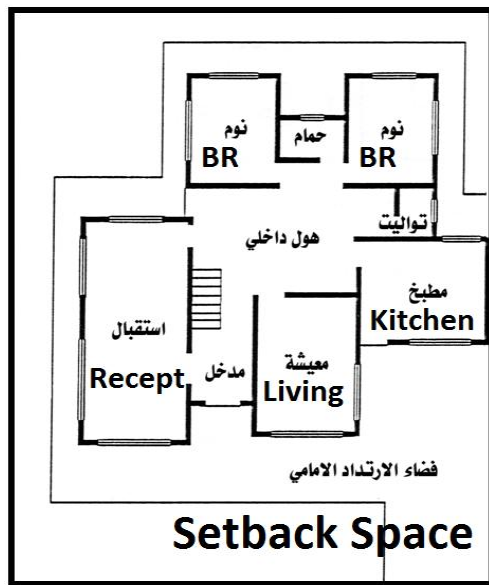 نوم
BR
حمام
نوم
BR
تواليت
هول داخلي
مطبخ
Kitchen
استقبال
Recept
مدخل
معيشة
Living
فضاء الارتداد الامامي
Setback Space